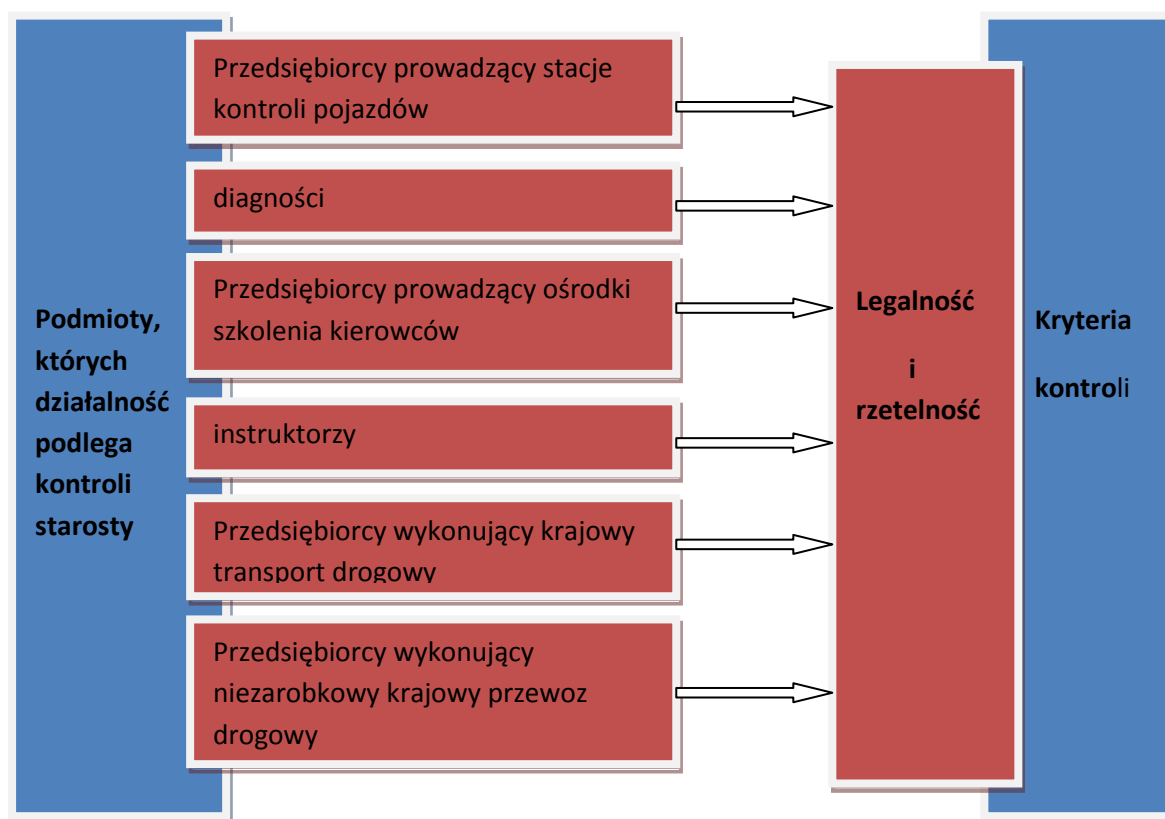 Podmioty,
których
działalność
podlega
kontroli
starosty
Przedsiębiorcy prowadzący stacje
kontroli pojazdów
diagności
Przedsiębiorcy prowadzący ośrodki
szkolenia kierowców
instruktorzy
Przedsiębiorcy wykonujący krajowy
transport drogowy
Przedsiębiorcy wykonujący
niezarobkowy krajowy przewoz
drogowy
Legalność
i
rzetelność
Kryteria
kontroli